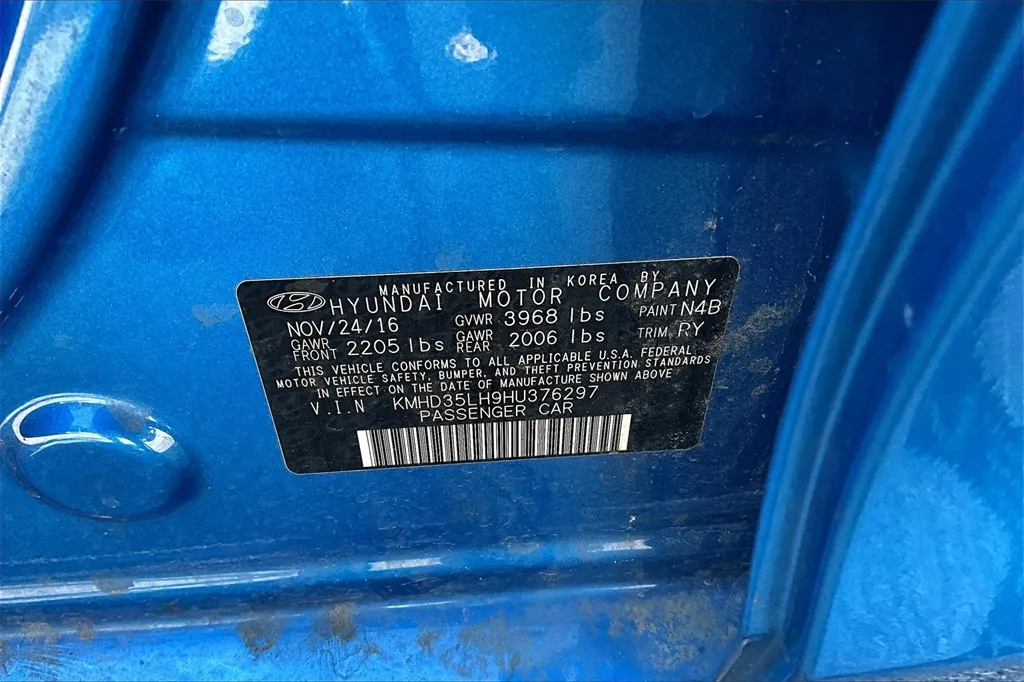 MANUFACTURED IN KOREA BY
HYUNDAI MOTOR COMPANY
NOV/24/16 GVWR 3968 lbs PAINT N4B
GAWR FRONT 2205 lbs GAWR REAR 2006 lbs TRIM RY
THIS VEHICLE CONFORMS TO ALL APPLICABLE U.S.A. FEDERAL
MOTOR VEHICLE SAFETY, BUMPER, AND THEFT PREVENTION STANDARDS
IN EFFECT ON THE DATE OF MANUFACTURE SHOWN ABOVE
V.I.N KMHD35LH9HU376297
PASSENGER CAR